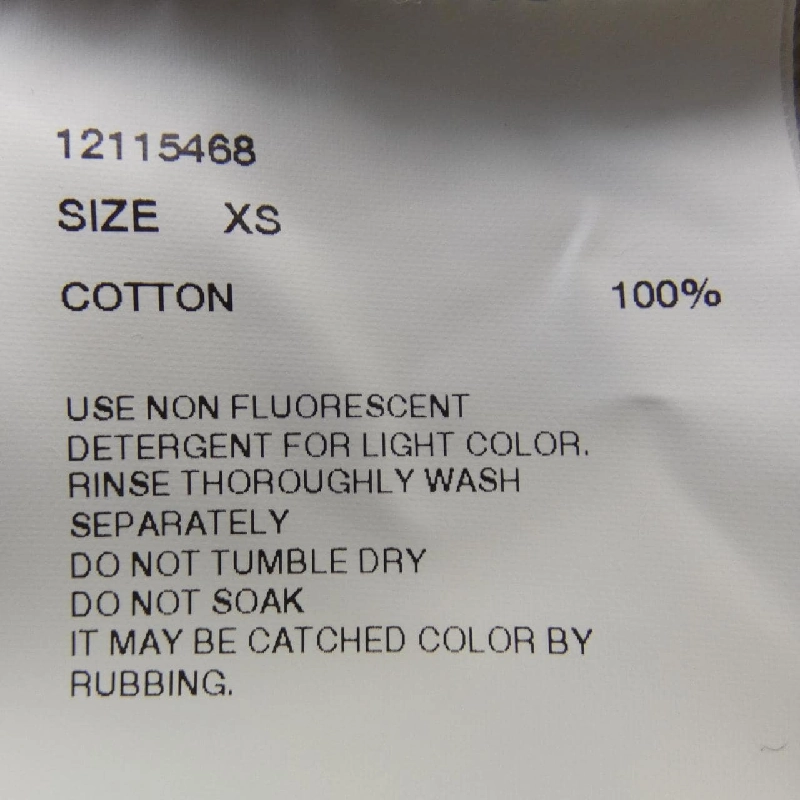 12115468
SIZE XS
COTTON 100%
USE NON FLUORESCENT
DETERGENT FOR LIGHT COLOR.
RINSE THOROUGHLY WASH
SEPARATELY
DO NOT TUMBLE DRY
DO NOT SOAK
IT MAY BE CATCHED COLOR BY
RUBBING.